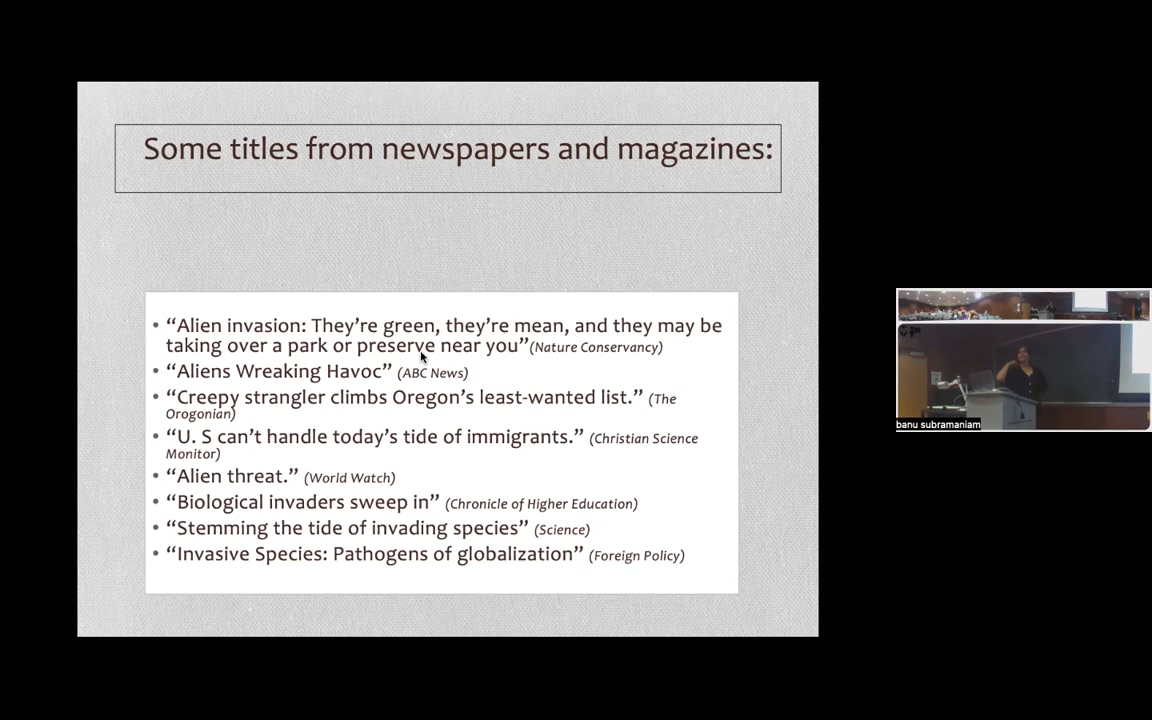 Some titles from newspapers and magazines:
• “Alien invasion: They’re green, they’re mean, and they may be
taking over a park or preserve near you”(Nature Conservancy)
• “Aliens Wreaking Havoc” (ABC News)
• “Creepy strangler climbs Oregon’s least-wanted list.” (The
Orogonian)
• “U. S can’t handle today’s tide of immigrants.” (Christian Science
Monitor)
• “Alien threat.” (World Watch)
• “Biological invaders sweep in” (Chronicle of Higher Education)
• “Stemming the tide of invading species” (Science)
• “Invasive Species: Pathogens of globalization” (Foreign Policy)
banu subramaniam